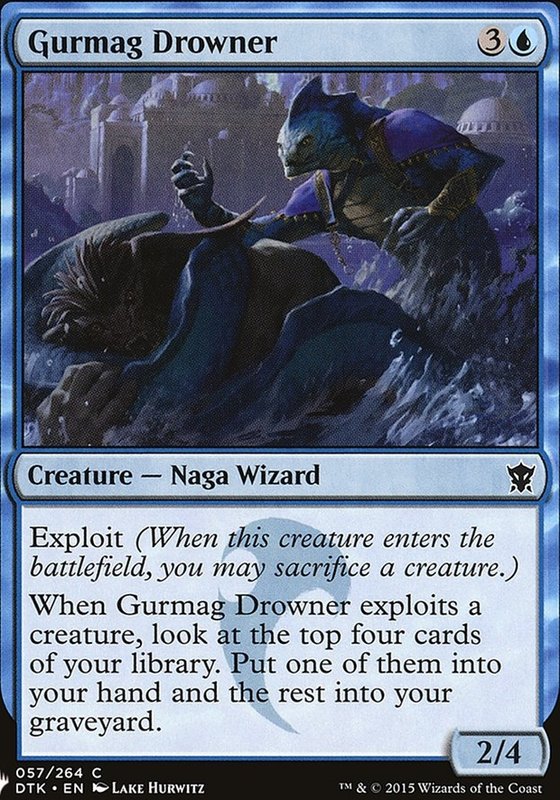 Gurmag Drowner 3
Creature — Naga Wizard
Exploit (When this creature enters the
battlefield, you may sacrifice a creature.)
When Gurmag Drowner exploits a
creature, look at the top four cards
of your library. Put one of them into
your hand and the rest into your
graveyard.
2/4
057/264 C
DTK • EN Lake Hurwitz
™ & © 2015 Wizards of the Coast